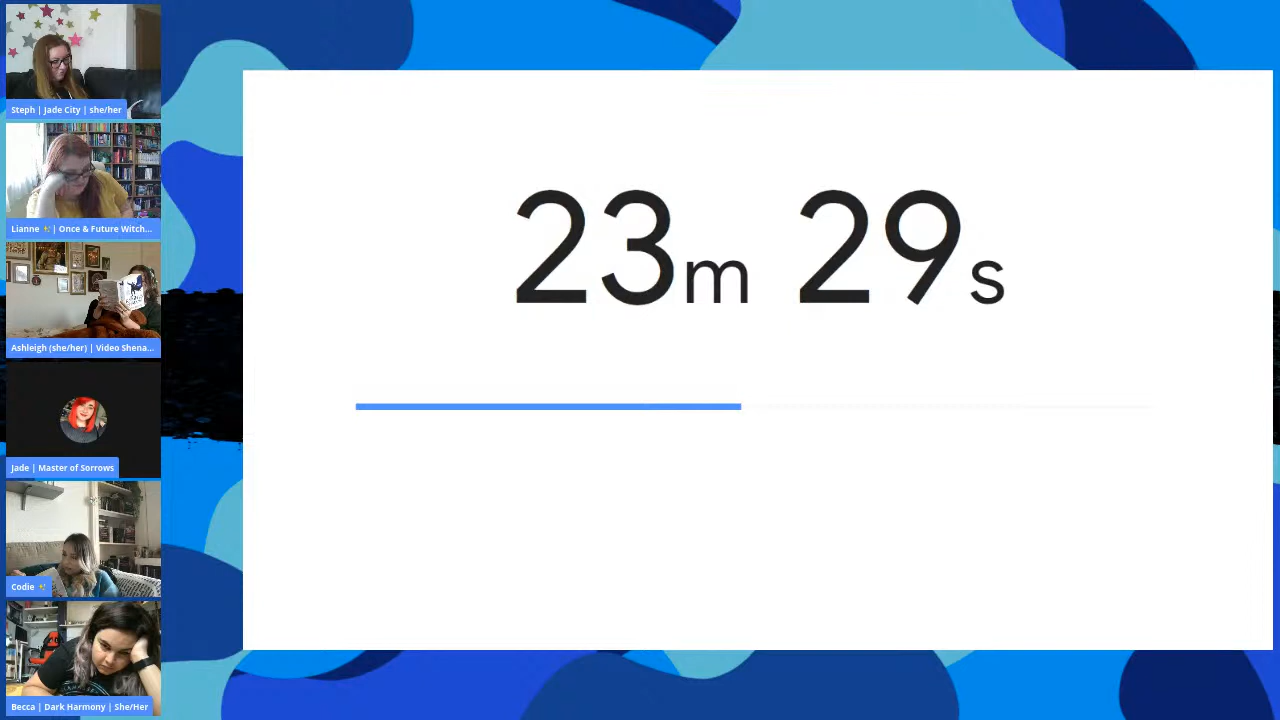 Steph | Jade City | she/her
Lianne ✨ | Once & Future Witch...
Ashleigh (she/her) | Video Shena...
Jade | Master of Sorrows
Codie ✨
Becca | Dark Harmony | She/Her
23m 29s